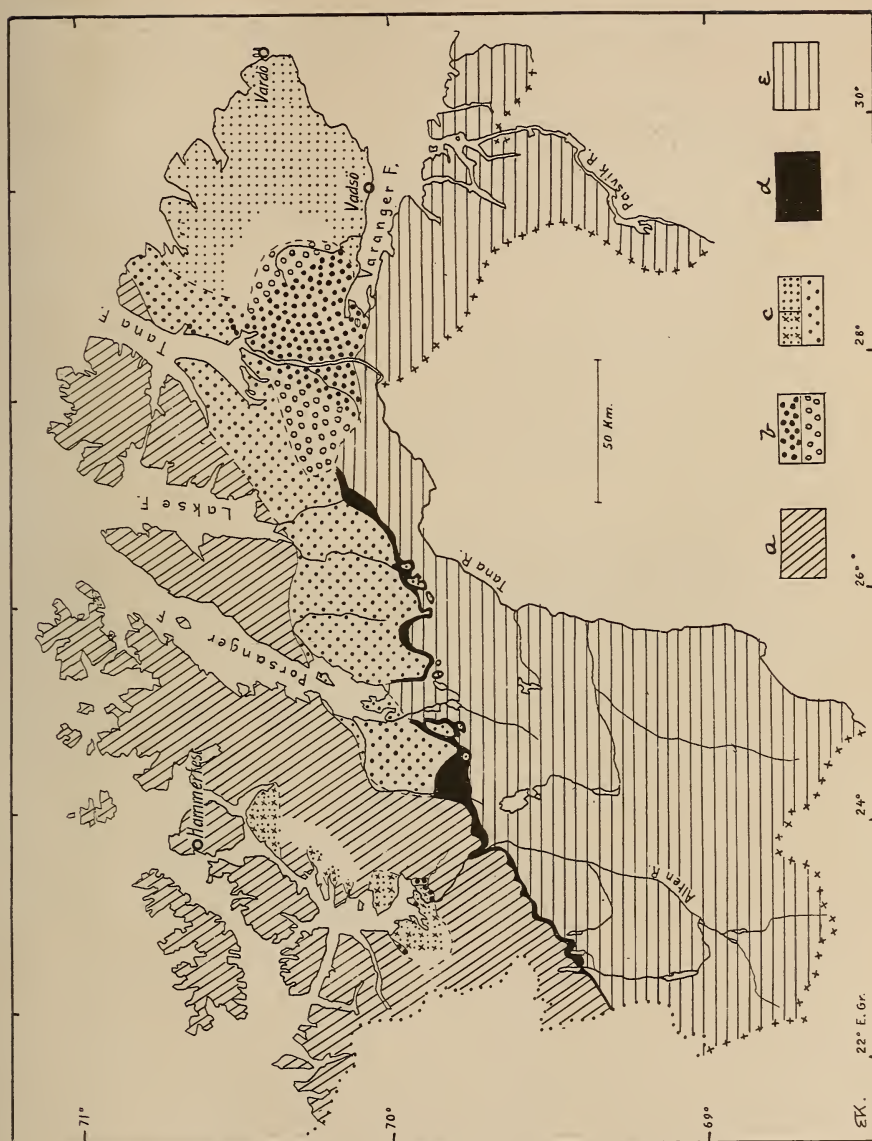 71°
70°
69°
22° E. Gr.
24°
26°
28°
30°
Hammerfest
Porsanger F
Lakse F.
Tana F.
Vardö
Vadsö
Varanger F.
Pasvik R.
Tana R.
Alten R
50 Km.
a
b
c
d
e